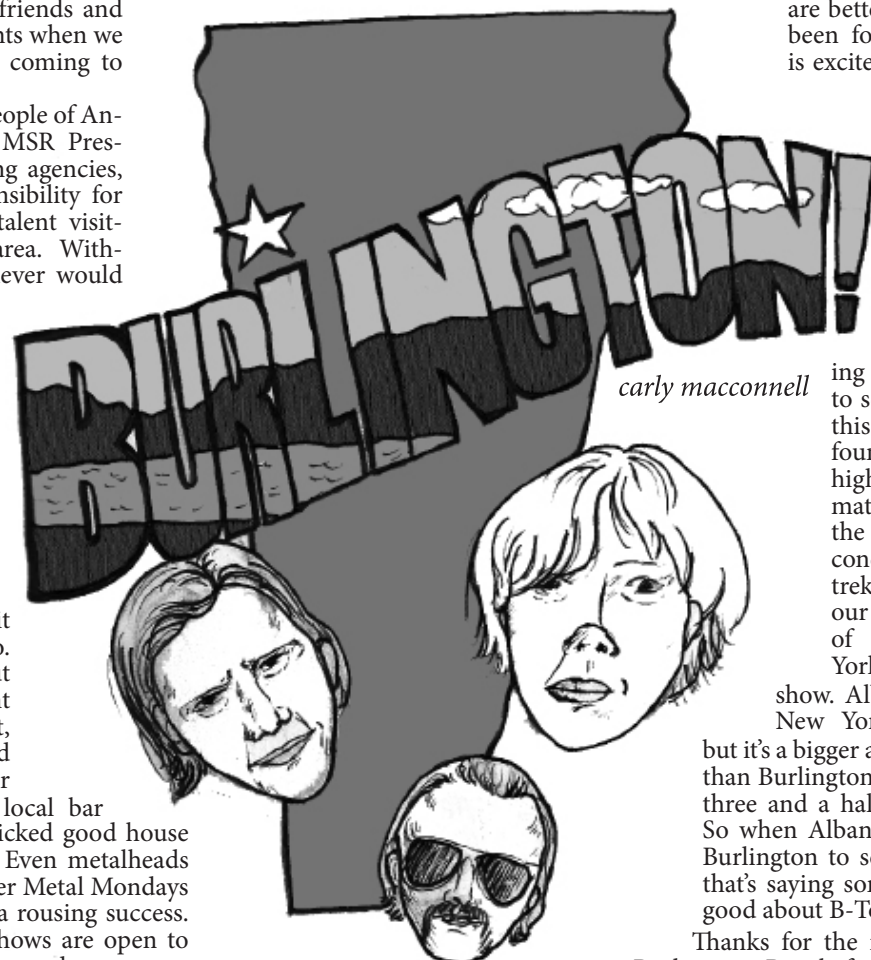 friends and
nts when we
coming to
eople of An-
MSR Pres-
ng agencies,
nsibility for
talent visit-
area. With-
ever would
BURLINGTON!
carly macconnell
it
o.
it
t,
d
r
local bar
icked good house
Even metalheads
er Metal Mondays
a rousing success.
hows are open to
are bette
been fo
is excite
ing
to s
this
four
high
mat
the
conc
trek
our
of
York
show. Al
New Yor
but it's a bigger a
than Burlington
three and a hal
So when Alban
Burlington to se
that's saying son
good about B-To
Thanks for the